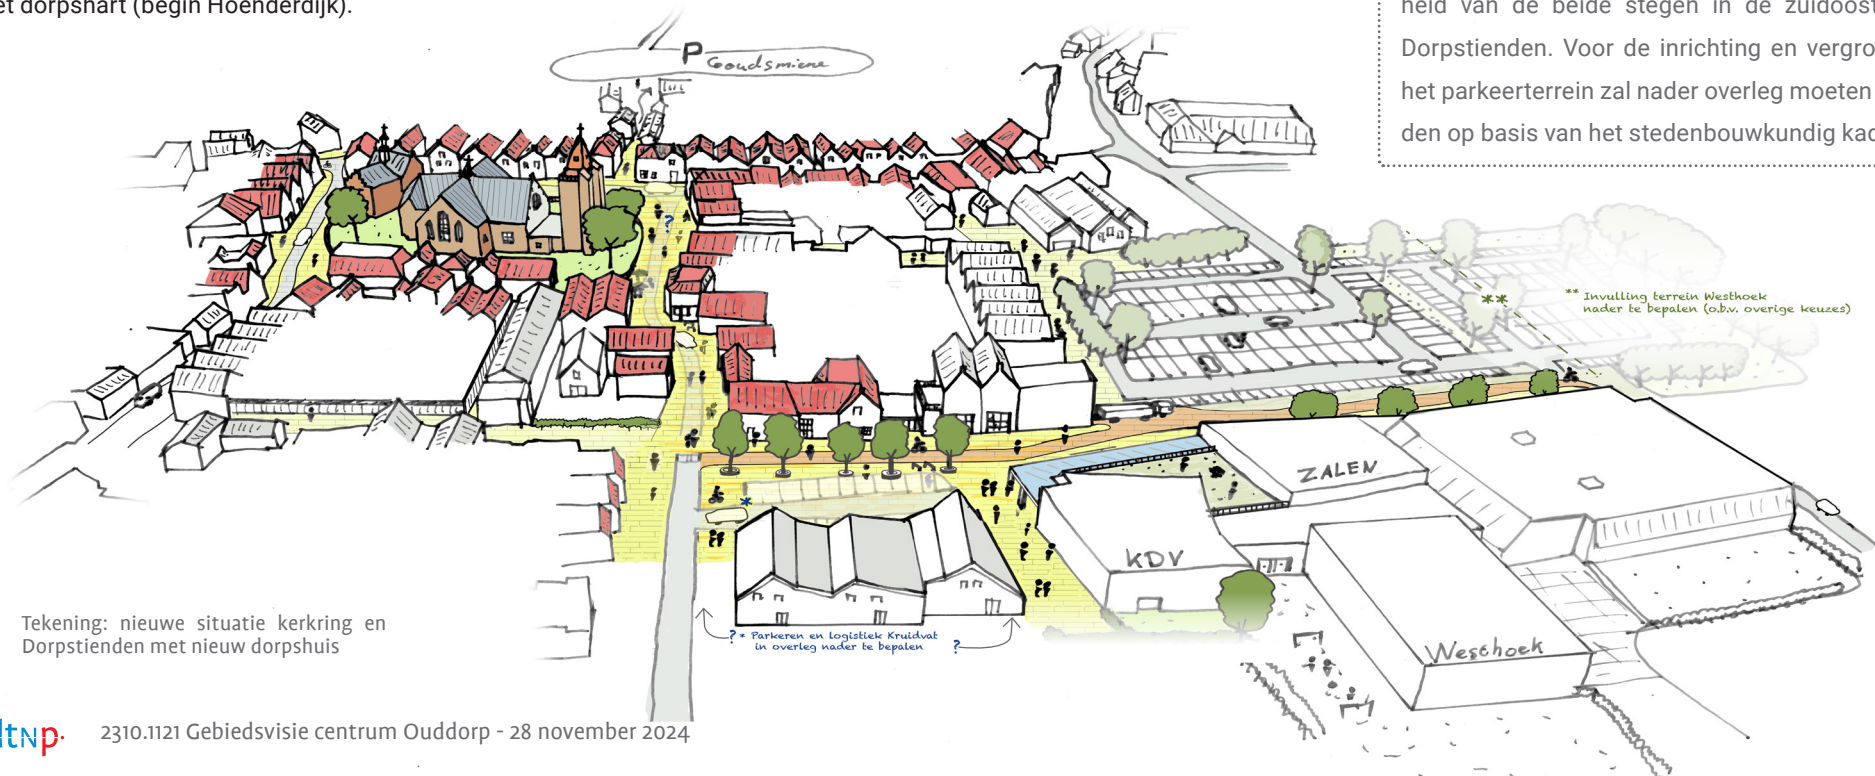 et dorpshart (begin Hoenderdijk).
heid van de beide stegen in de zuidoost
Dorpstienden. Voor de inrichting en vergro
het parkeerterrein zal nader overleg moeten
den op basis van het stedenbouwkundig kad
P Goudsmiene
?
** Invulling terrein Westhoek
nader te bepalen (o.b.v. overige keuzes)
**
ZALEN
*
KDV
Westhoek
? * Parkeren en logistiek Kruidvat
in overleg nader te bepalen ?
Tekening: nieuwe situatie kerkring en
Dorpstienden met nieuw dorpshuis
dtNp.
2310.1121 Gebiedsvisie centrum Ouddorp - 28 november 2024